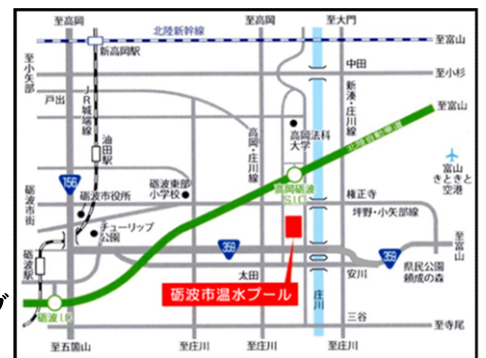 至高岡
至高岡
至大門
北陸新幹線
至富山
新高岡駅
至小矢部
中田
至小杉
戸出
JR城端線
新湊・庄川線
至富山
高岡法科
大学
北陸自動車道
油田駅
高岡・庄川線
富山
きときと
空港
156
砺波東部
小学校
高岡砺波
S.I.C
権正寺
砺波市役所
坪野・小矢部線
砺波市街
チューリップ
公園
359
359
至富山
砺波駅
太田
安川
県民公園
頼成の森
砺波市温水プール
庄川
グ
砺波I.C
三谷
至寺尾
至五箇山
至庄川
至庄川
至庄川